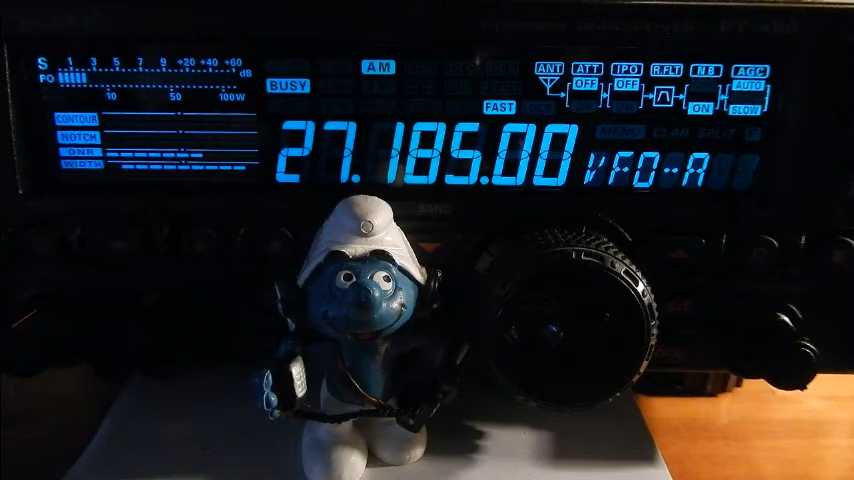 FT-450
S 1 3 5 7 9 +20 +40 +60 dB
PO 10 50 100W
AM
BUSY
FAST
ANT ATT IPO R.FLT NB AGC
OFF OFF AUTO
ON SLOW
CONTOUR
NOTCH
DNR
WIDTH
MENU CLAR SPLIT
27.185.00 VFO-A
BAND